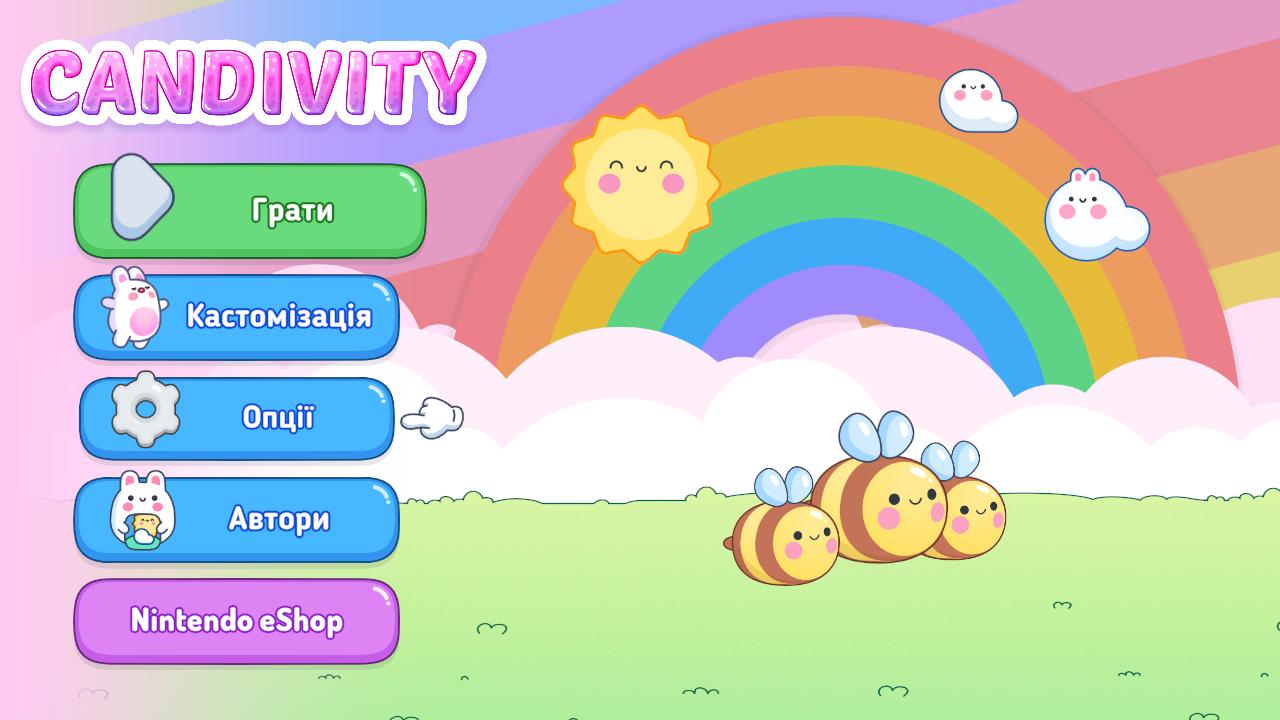 CANDIVITY
Грати
Кастомізація
Опції
Автори
Nintendo eShop